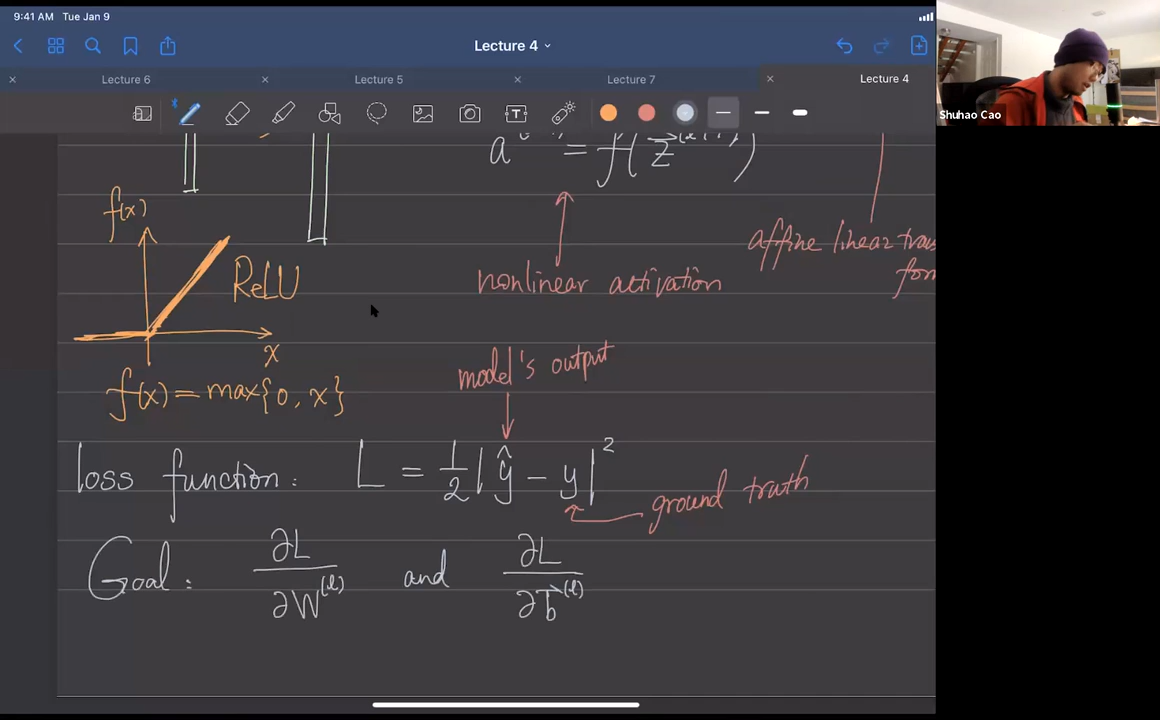 9:41 AM Tue Jan 9
Lecture 4
Lecture 6
Lecture 5
Lecture 7
Lecture 4
Shuhao Cao
= f(
f(x)
ReLU
x
f(x) = max{0, x}
nonlinear activation
affine linear trans
form
model's output
loss function: L = 1/2 |ŷ - y|²
ground truth
Goal: ∂L/∂W^(l) and ∂L/∂b⃗^(l)